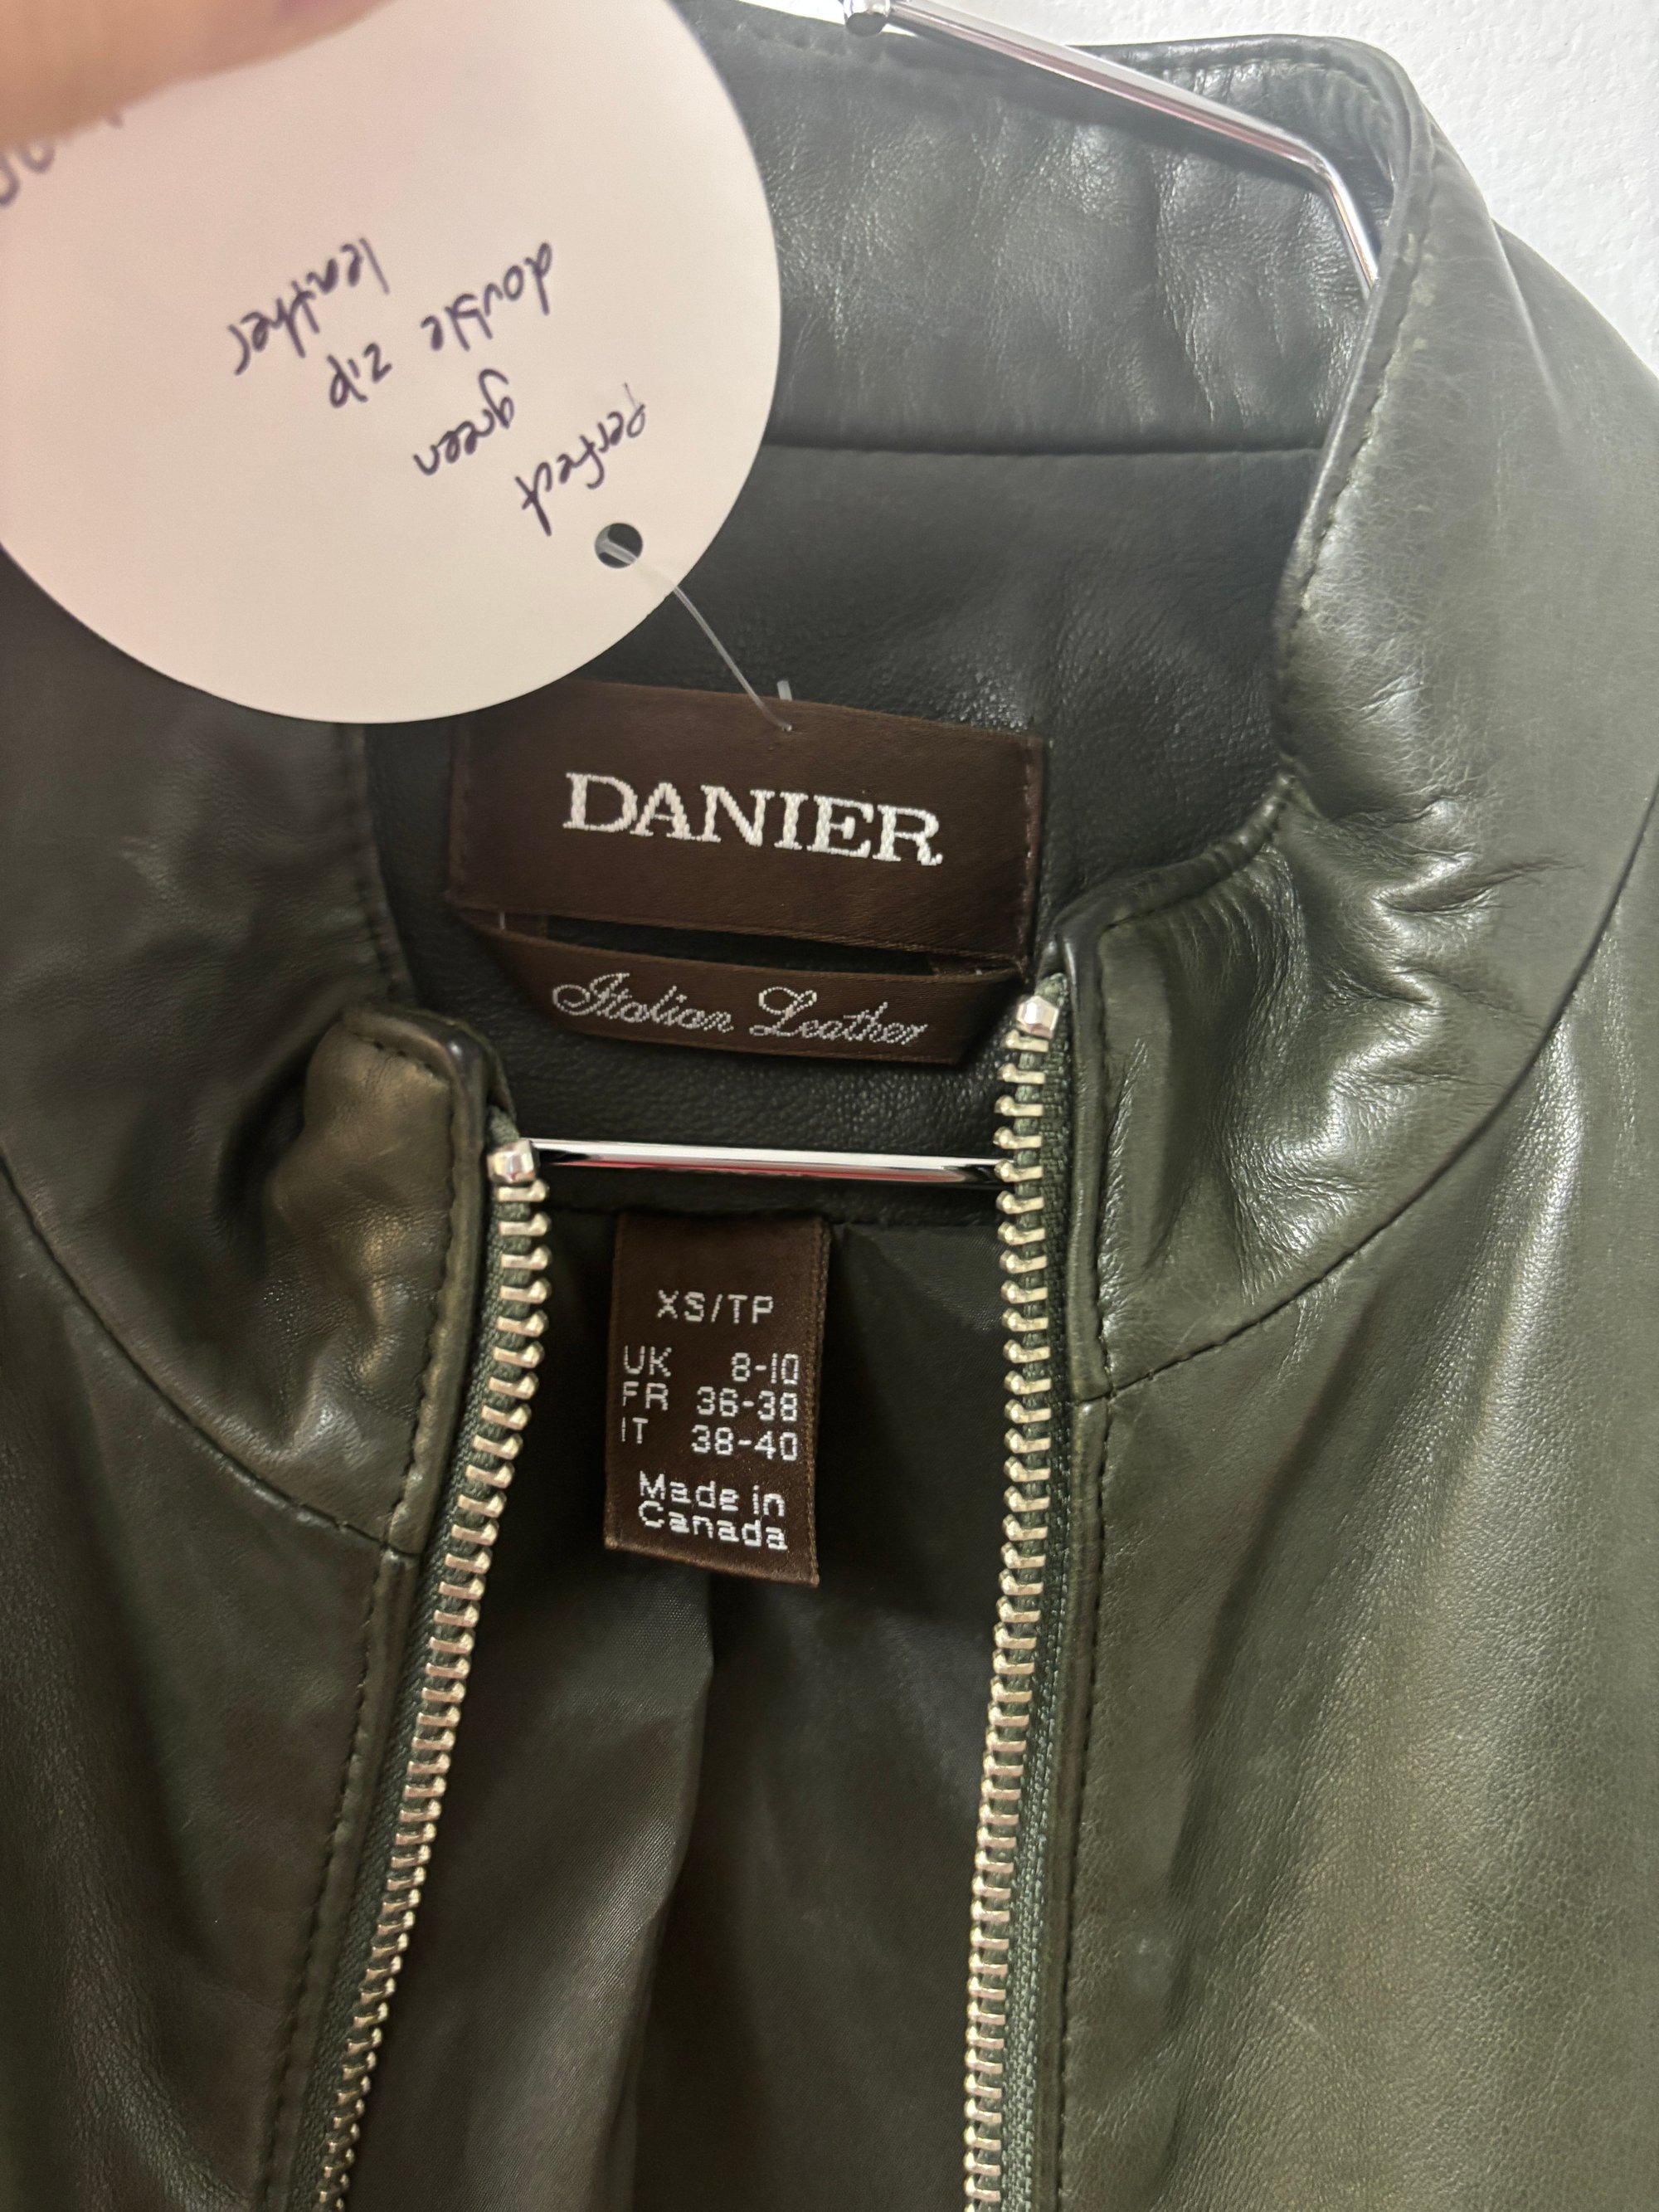 perfect
green
double zip
leather
DANIER
Italian Leather
XS/TP
UK 8-10
FR 36-38
IT 38-40
Made in
Canada